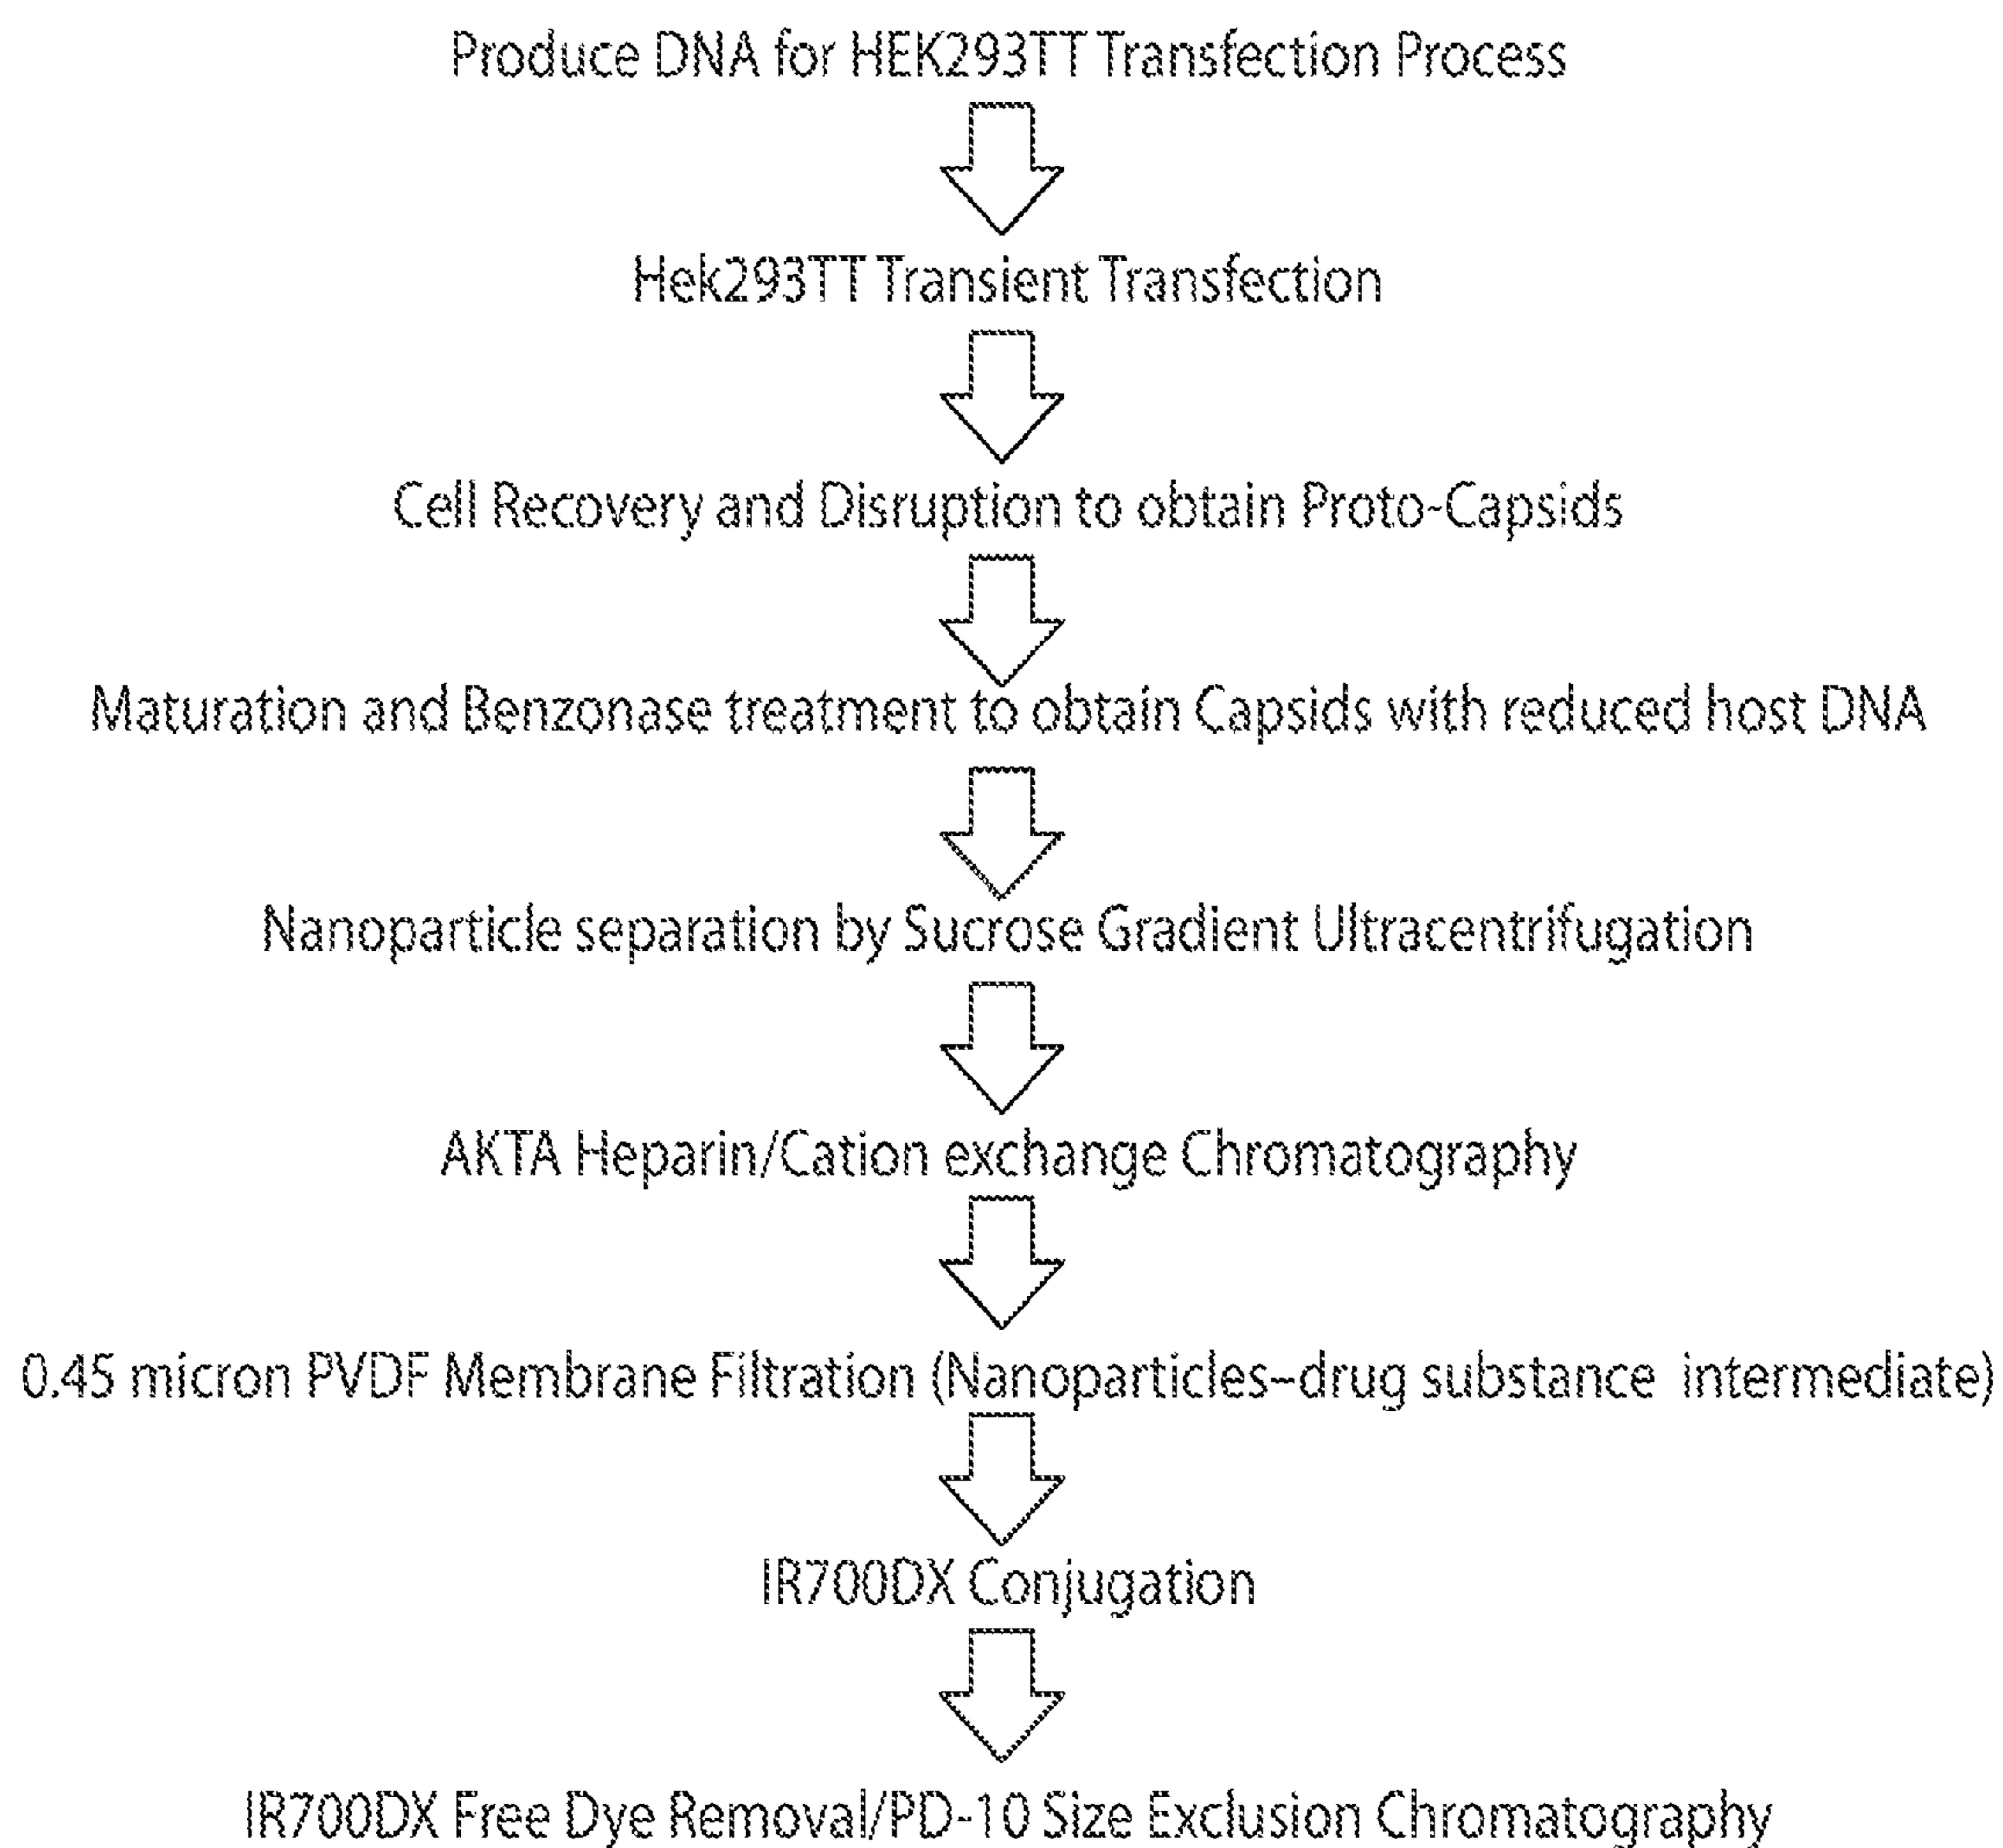 Produce DNA for HEK293TT Transfection Process
Hek293TT Transient Transfection
Cell Recovery and Disruption to obtain Proto-Capsids
Maturation and Benzonase treatment to obtain Capsids with reduced host DNA
Nanoparticle separation by Sucrose Gradient Ultracentrifugation
AKTA Heparin/Cation exchange Chromatography
0.45 micron PVDF Membrane Filtration (Nanoparticles–drug substance intermediate)
IR700DX Conjugation
IR700DX Free Dye Removal/PD-10 Size Exclusion Chromatography